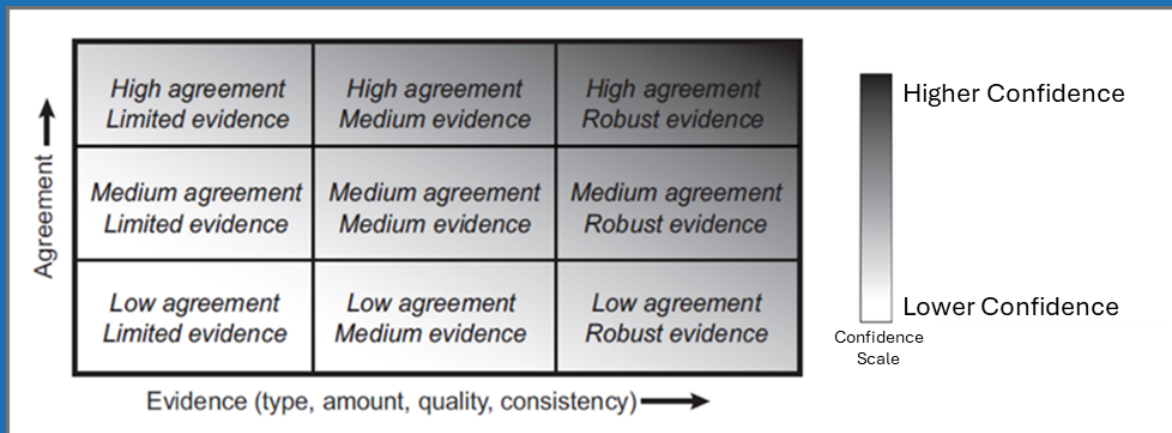 High agreement
Limited evidence
High agreement
Medium evidence
High agreement
Robust evidence
Medium agreement
Limited evidence
Medium agreement
Medium evidence
Medium agreement
Robust evidence
Low agreement
Limited evidence
Low agreement
Medium evidence
Low agreement
Robust evidence
Agreement
Evidence (type, amount, quality, consistency)
Higher Confidence
Lower Confidence
Confidence
Scale